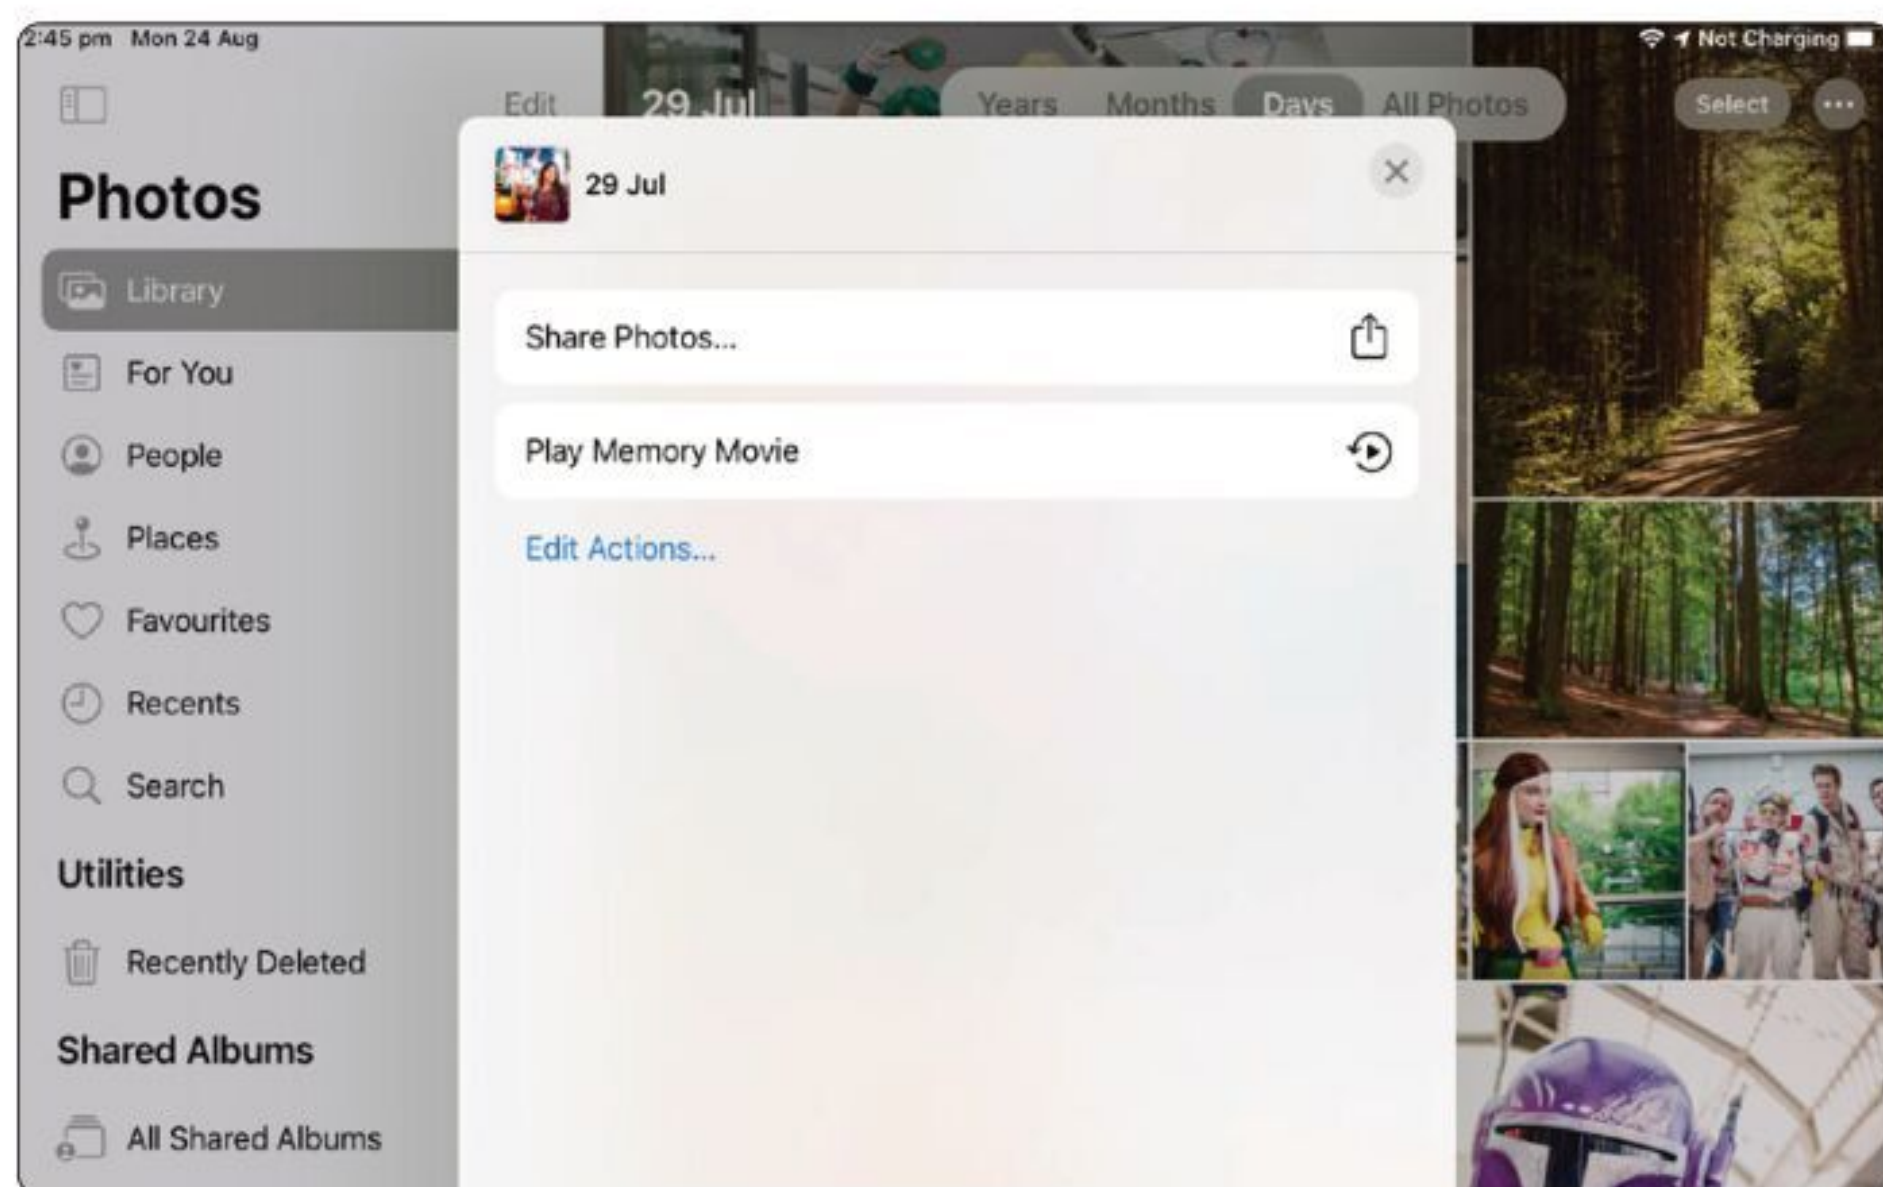 2:45 pm Mon 24 Aug
Not Charging
Edit
29 Jul
Years Months Days All Photos
Select
Photos
Library
For You
People
Places
Favourites
Recents
Search
Utilities
Recently Deleted
Shared Albums
All Shared Albums
29 Jul
Share Photos...
Play Memory Movie
Edit Actions...